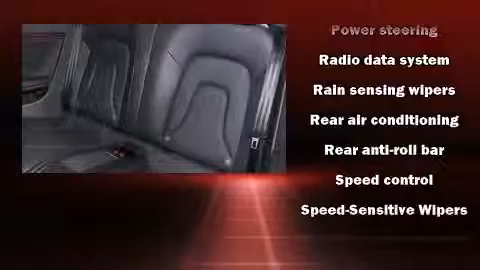 Power steering
Radio data system
Rain sensing wipers
Rear air conditioning
Rear anti-roll bar
Speed control
Speed-Sensitive Wipers